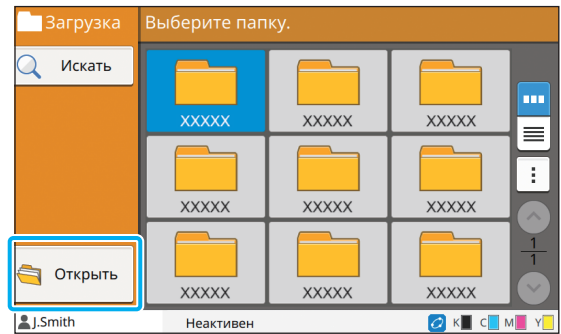 Загрузка
Выберите папку.
Искать
XXXXX XXXXX XXXXX
XXXXX XXXXX XXXXX
XXXXX XXXXX XXXXX
1
1
Открыть
J.Smith
Неактивен
K C M Y